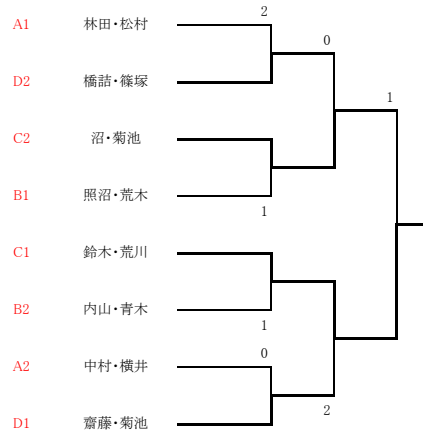 2
A1 林田・松村
0
D2 橋詰・篠塚
1
C2 沼・菊池
B1 照沼・荒木
1
C1 鈴木・荒川
B2 内山・青木
1
0
A2 中村・横井
2
D1 齋藤・菊池